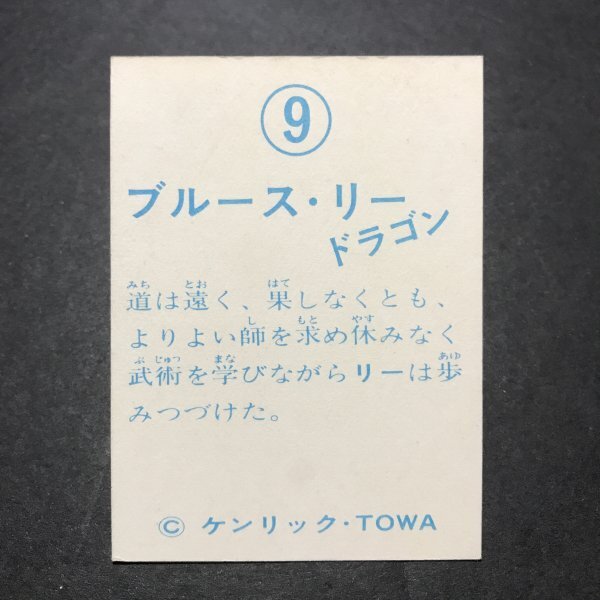 9
ブルース・リー
ドラゴン
道は遠く、果しなくとも、
よりよい師を求め休みなく
武術を学びながらリーは歩
みつづけた。
© ケンリック・TOWA